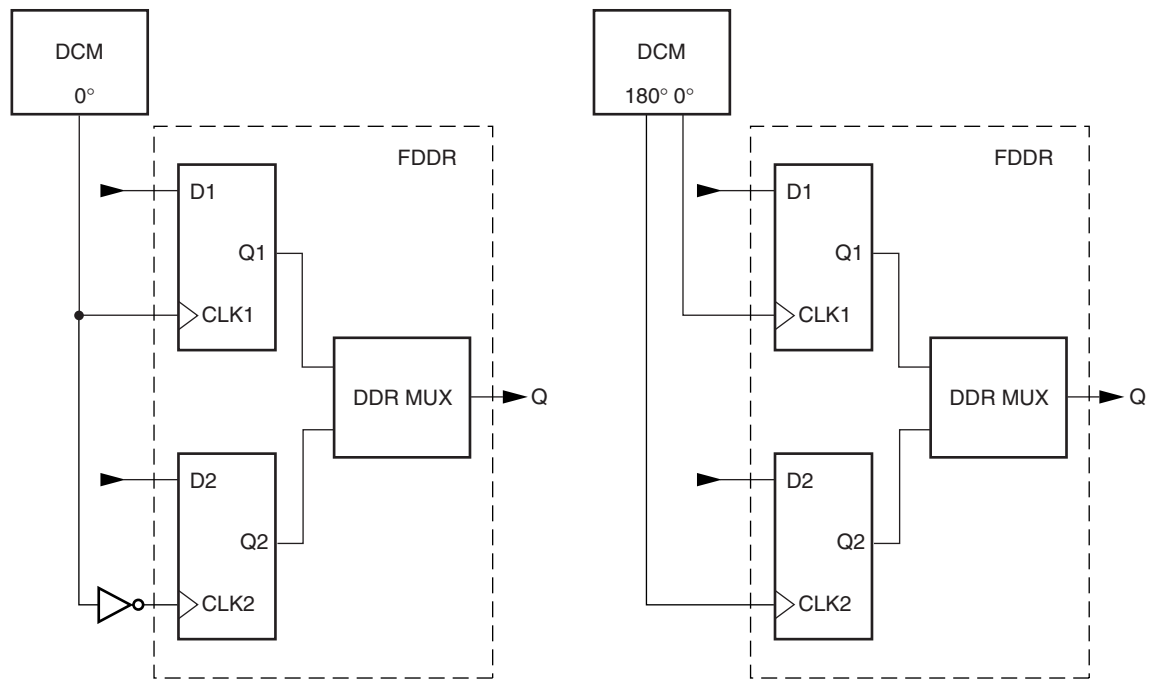 DCM
0°
FDDR
D1
Q1
CLK1
DDR MUX
Q
D2
Q2
CLK2
DCM
180° 0°
FDDR
D1
Q1
CLK1
DDR MUX
Q
D2
Q2
CLK2